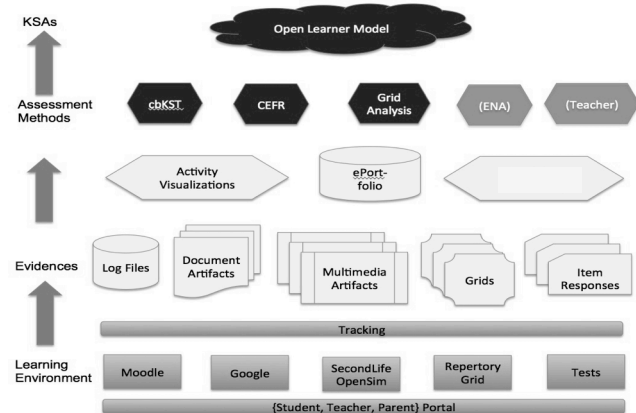 KSAs
Open Learner Model
Assessment
Methods
cbKST
CEFR
Grid
Analysis
(ENA)
(Teacher)
Activity
Visualizations
ePort-
folio
Evidences
Log Files
Document
Artifacts
Multimedia
Artifacts
Grids
Item
Responses
Tracking
Learning
Environment
Moodle
Google
SecondLife
OpenSim
Repertory
Grid
Tests
{Student, Teacher, Parent} Portal